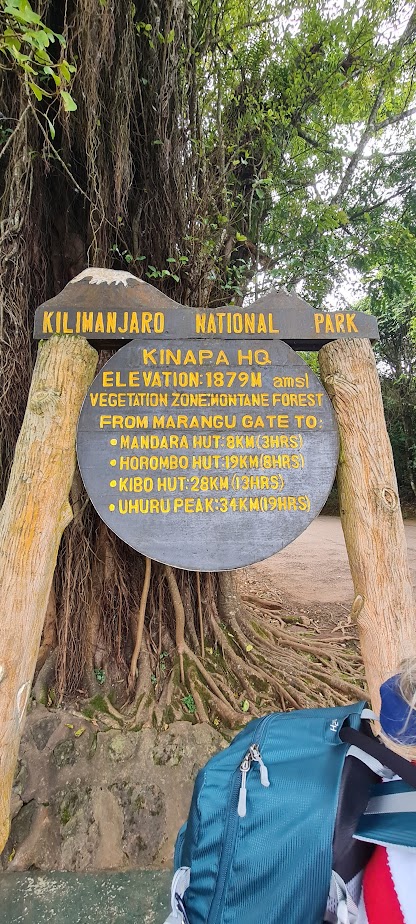 KILIMANJARO NATIONAL PARK
KINAPA HQ
ELEVATION:1879M amsl
VEGETATION ZONE:MONTANE FOREST
FROM MARANGU GATE TO:
•MANDARA HUT:8KM(3HRS)
•HOROMBO HUT:19KM(8HRS)
•KIBO HUT:28KM(13HRS)
•UHURU PEAK:34KM(19HRS)